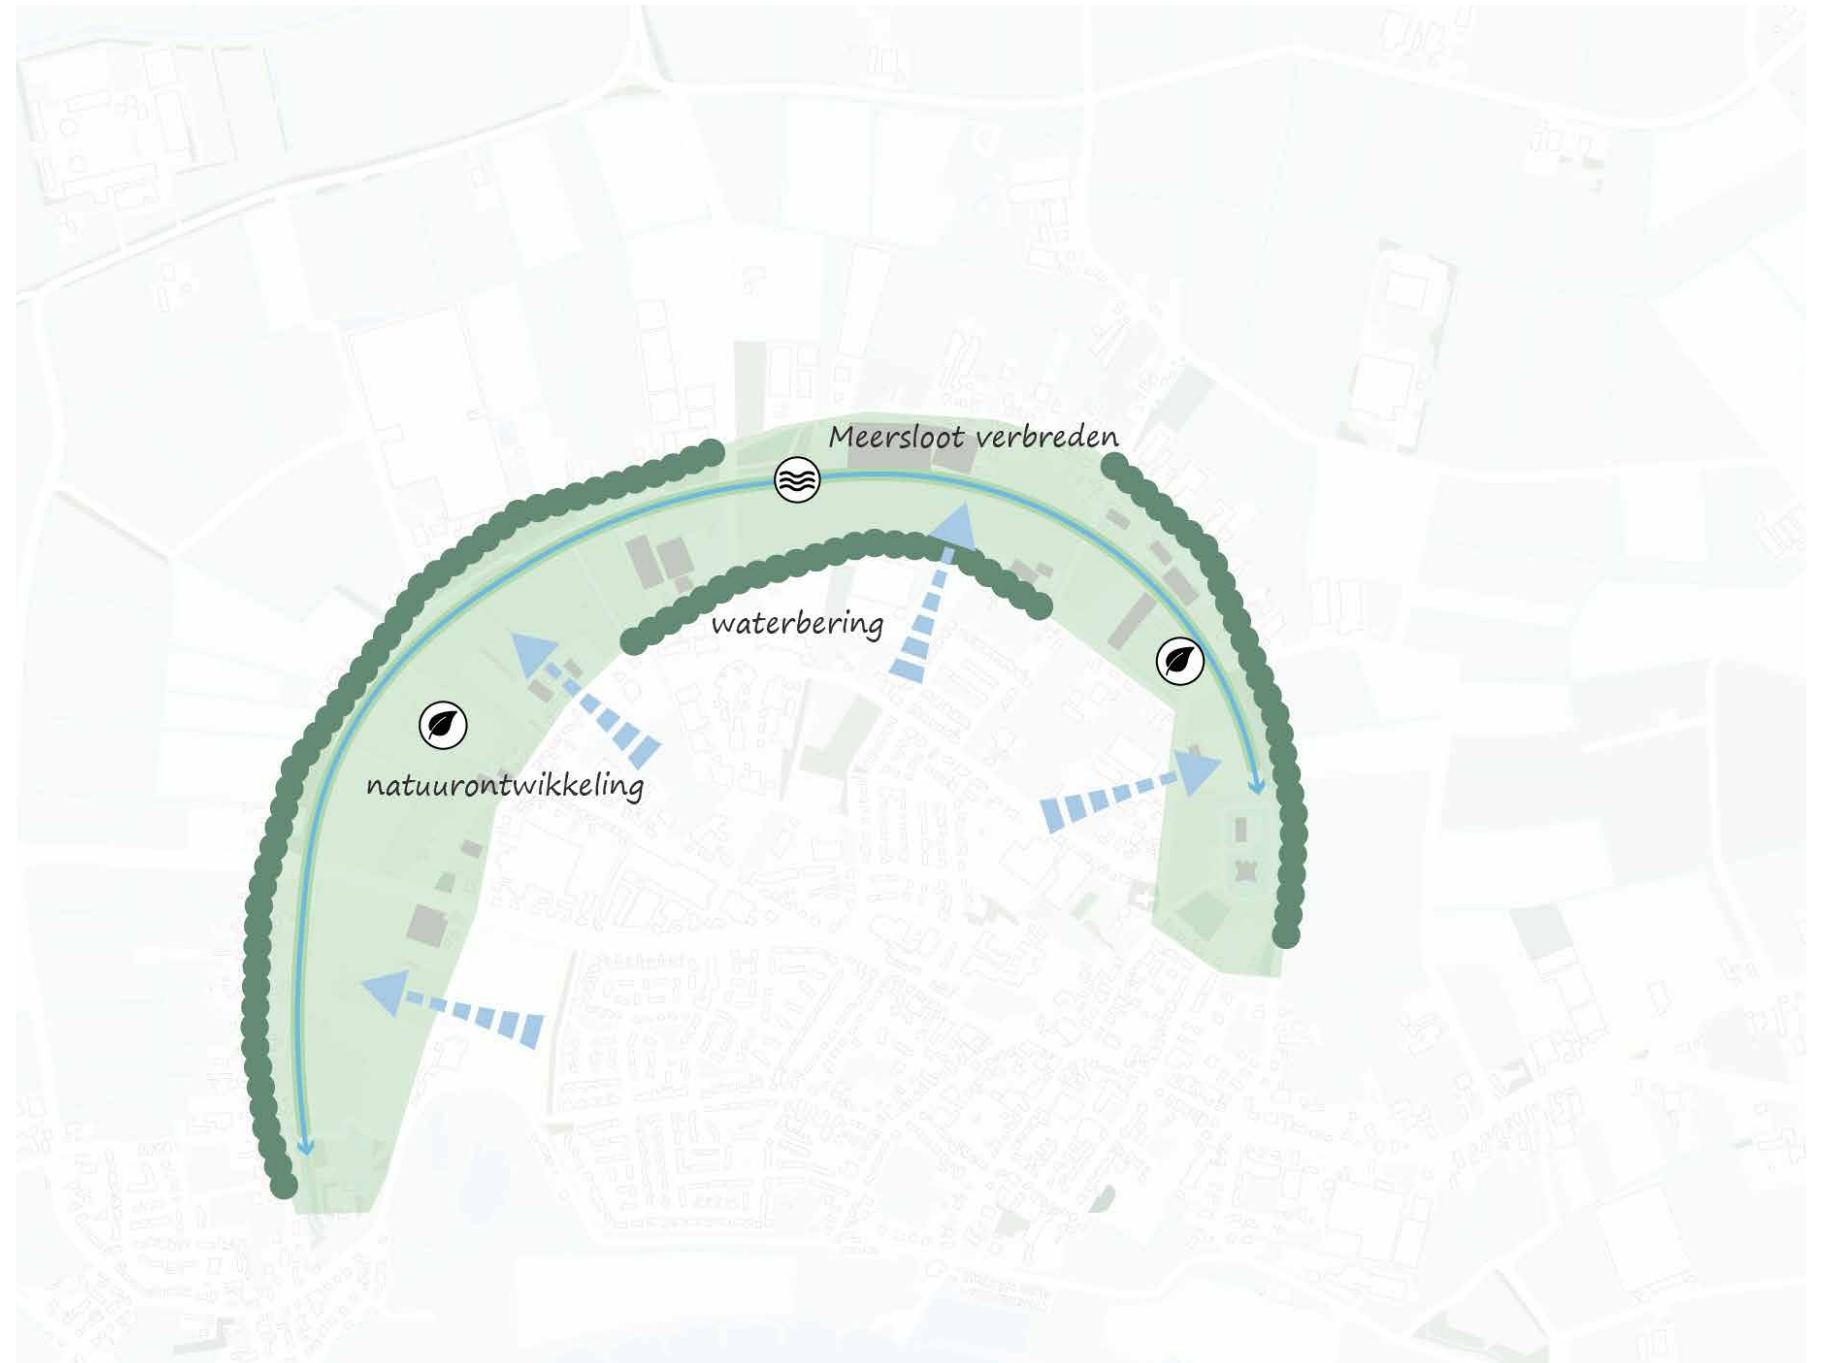 Meersloot verbreden
waterbering
natuurontwikkeling